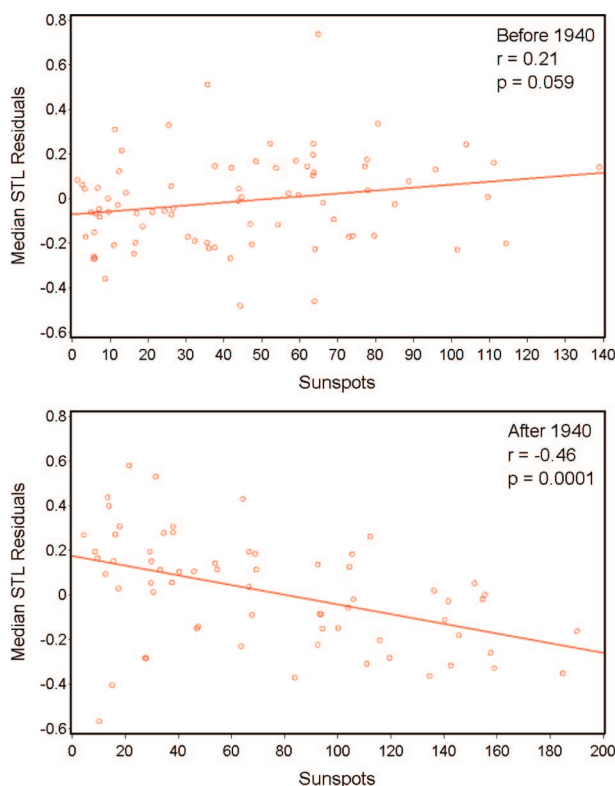 0.8
Before 1940
r = 0.21
p = 0.059
0.6
0.4
0.2
0
-0.2
-0.4
-0.6
Median STL Residuals
0 10 20 30 40 50 60 70 80 90 100 110 120 130 140
Sunspots
0.8
After 1940
r = -0.46
p = 0.0001
0.6
0.4
0.2
0
-0.2
-0.4
-0.6
Median STL Residuals
0 20 40 60 80 100 120 140 160 180 200
Sunspots